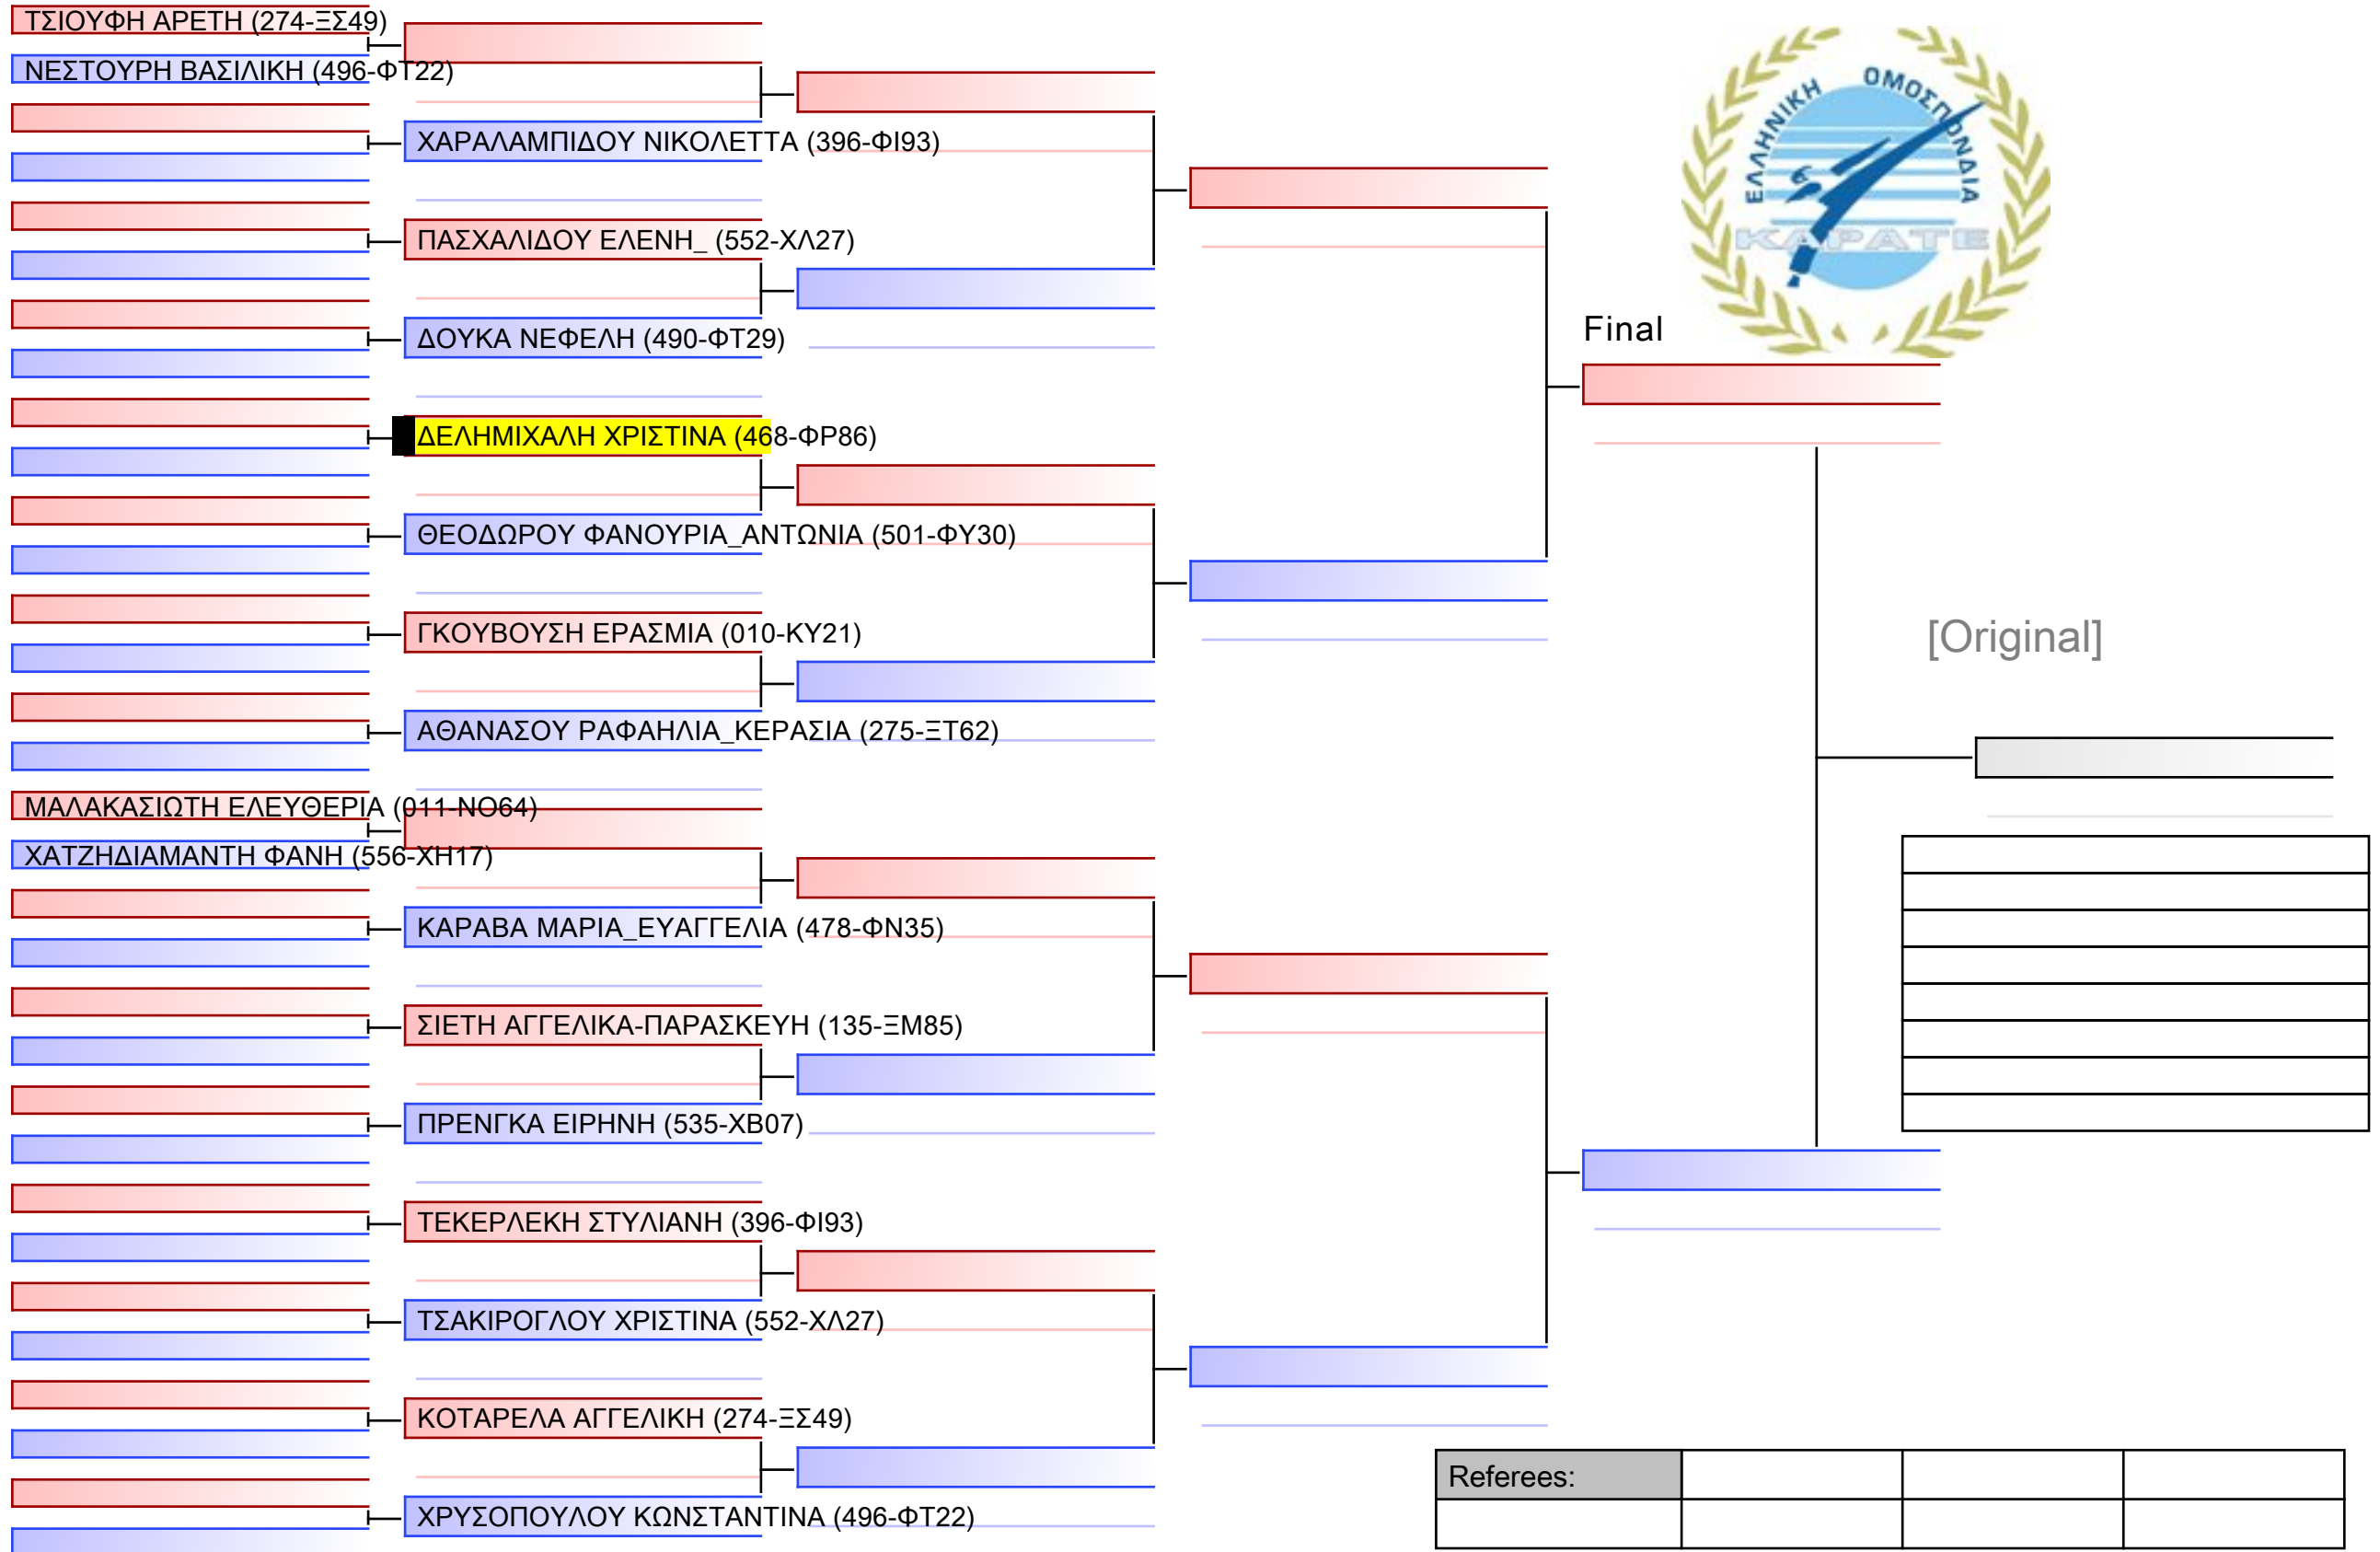 ΤΣΙΟΥΦΗ ΑΡΕΤΗ (274-ΞΣ49)
ΝΕΣΤΟΥΡΗ ΒΑΣΙΛΙΚΗ (496-ΦΤ22)
ΧΑΡΑΛΑΜΠΙΔΟΥ ΝΙΚΟΛΕΤΤΑ (396-ΦΙ93)
ΠΑΣΧΑΛΙΔΟΥ ΕΛΕΝΗ_ (552-ΧΛ27)
ΔΟΥΚΑ ΝΕΦΕΛΗ (490-ΦΤ29)
ΔΕΛΗΜΙΧΑΛΗ ΧΡΙΣΤΙΝΑ (468-ΦΡ86)
ΘΕΟΔΩΡΟΥ ΦΑΝΟΥΡΙΑ_ΑΝΤΩΝΙΑ (501-ΦΥ30)
ΓΚΟΥΒΟΥΣΗ ΕΡΑΣΜΙΑ (010-ΚΥ21)
ΑΘΑΝΑΣΟΥ ΡΑΦΑΗΛΙΑ_ΚΕΡΑΣΙΑ (275-ΞΤ62)
ΜΑΛΑΚΑΣΙΩΤΗ ΕΛΕΥΘΕΡΙΑ (011-ΝΟ64)
ΧΑΤΖΗΔΙΑΜΑΝΤΗ ΦΑΝΗ (556-ΧΗ17)
ΚΑΡΑΒΑ ΜΑΡΙΑ_ΕΥΑΓΓΕΛΙΑ (478-ΦΝ35)
ΣΙΕΤΗ ΑΓΓΕΛΙΚΑ-ΠΑΡΑΣΚΕΥΗ (135-ΞΜ85)
ΠΡΕΝΓΚΑ ΕΙΡΗΝΗ (535-ΧΒ07)
ΤΕΚΕΡΛΕΚΗ ΣΤΥΛΙΑΝΗ (396-ΦΙ93)
ΤΣΑΚΙΡΟΓΛΟΥ ΧΡΙΣΤΙΝΑ (552-ΧΛ27)
ΚΟΤΑΡΕΛΑ ΑΓΓΕΛΙΚΗ (274-ΞΣ49)
ΧΡΥΣΟΠΟΥΛΟΥ ΚΩΝΣΤΑΝΤΙΝΑ (496-ΦΤ22)
ΕΛΛΗΝΙΚΗ ΟΜΟΣΠΟΝΔΙΑ
ΚΑΡΑΤΕ
Final
[Original]
Referees: